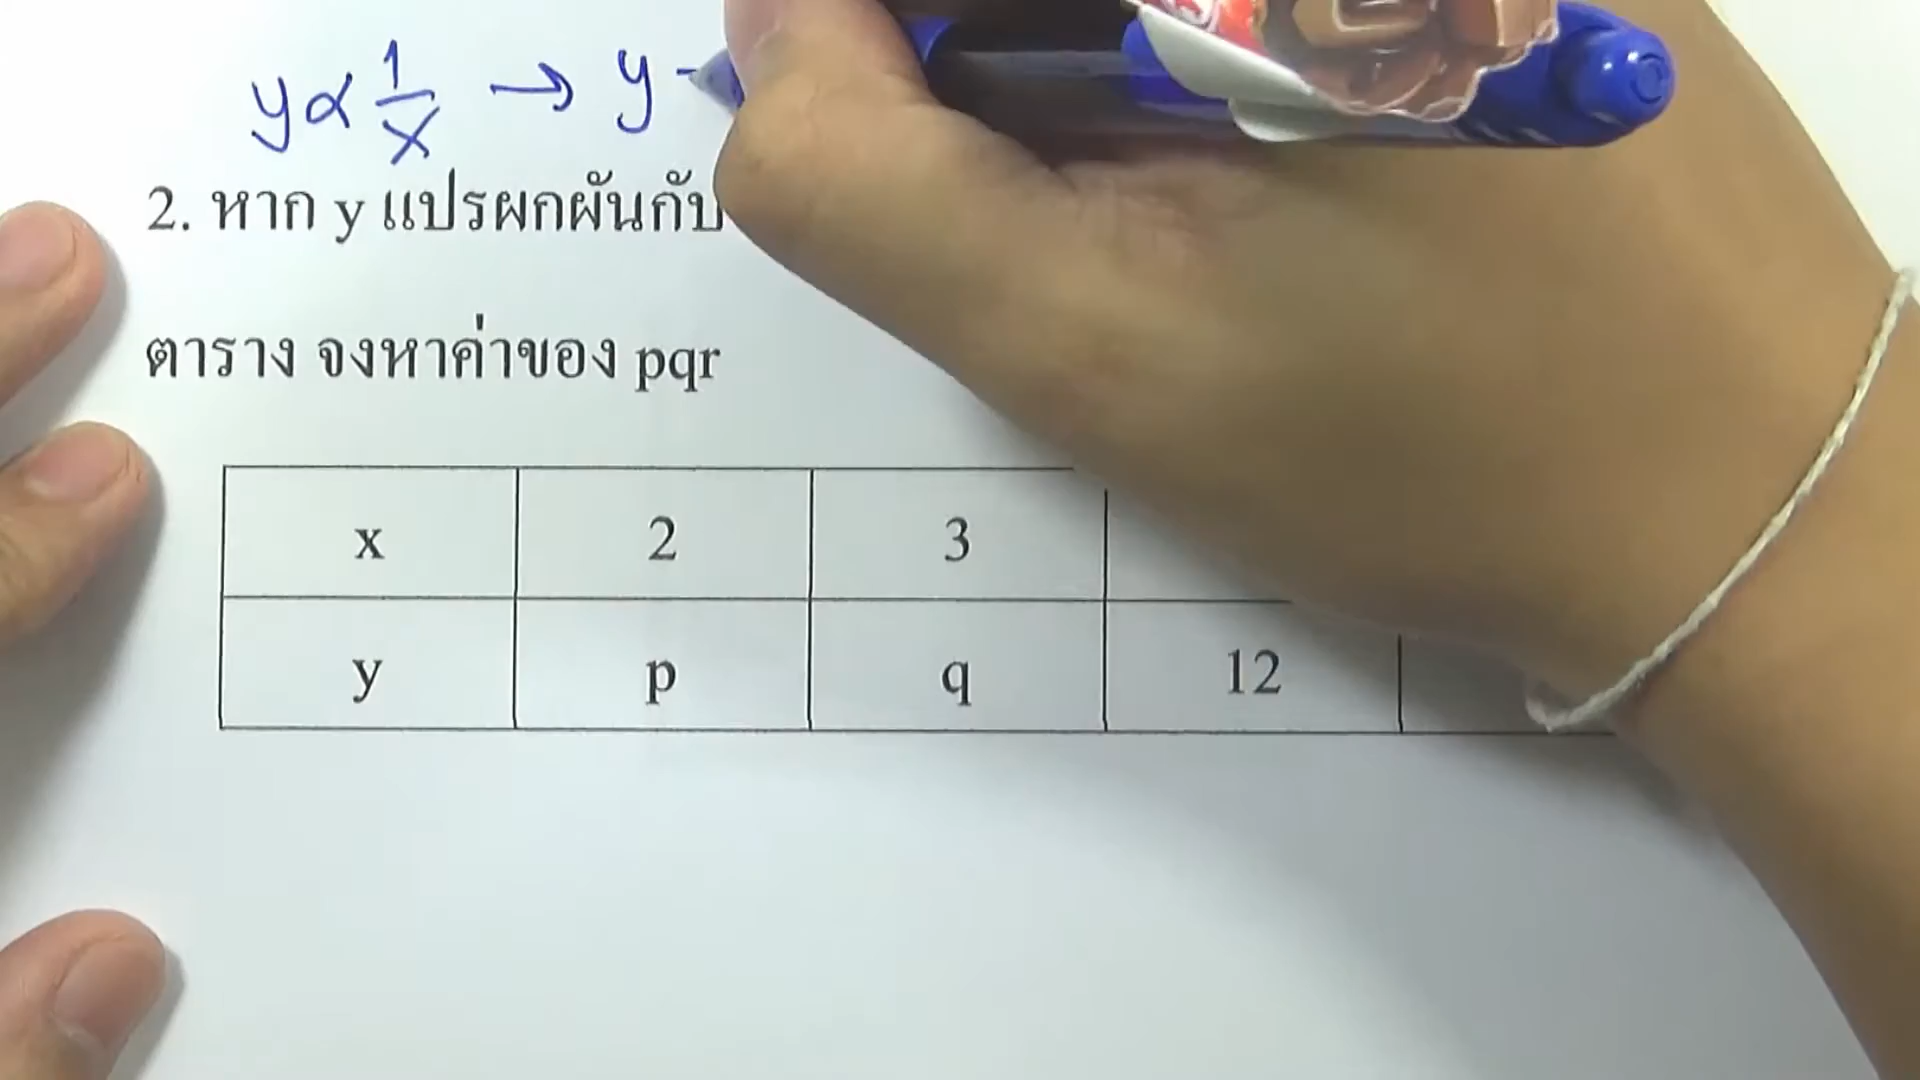 y ∝ 1/x → y
2. หาก y แปรผกผันกับ
ตาราง จงหาค่าของ pqr
x 2 3
y p q 12